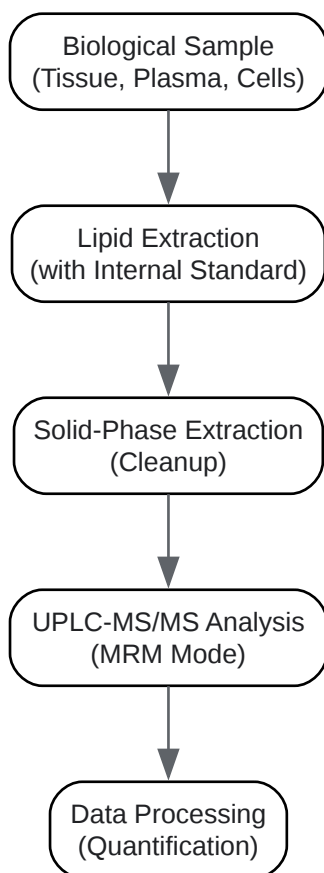 Biological Sample
(Tissue, Plasma, Cells)
Lipid Extraction
(with Internal Standard)
Solid-Phase Extraction
(Cleanup)
UPLC-MS/MS Analysis
(MRM Mode)
Data Processing
(Quantification)